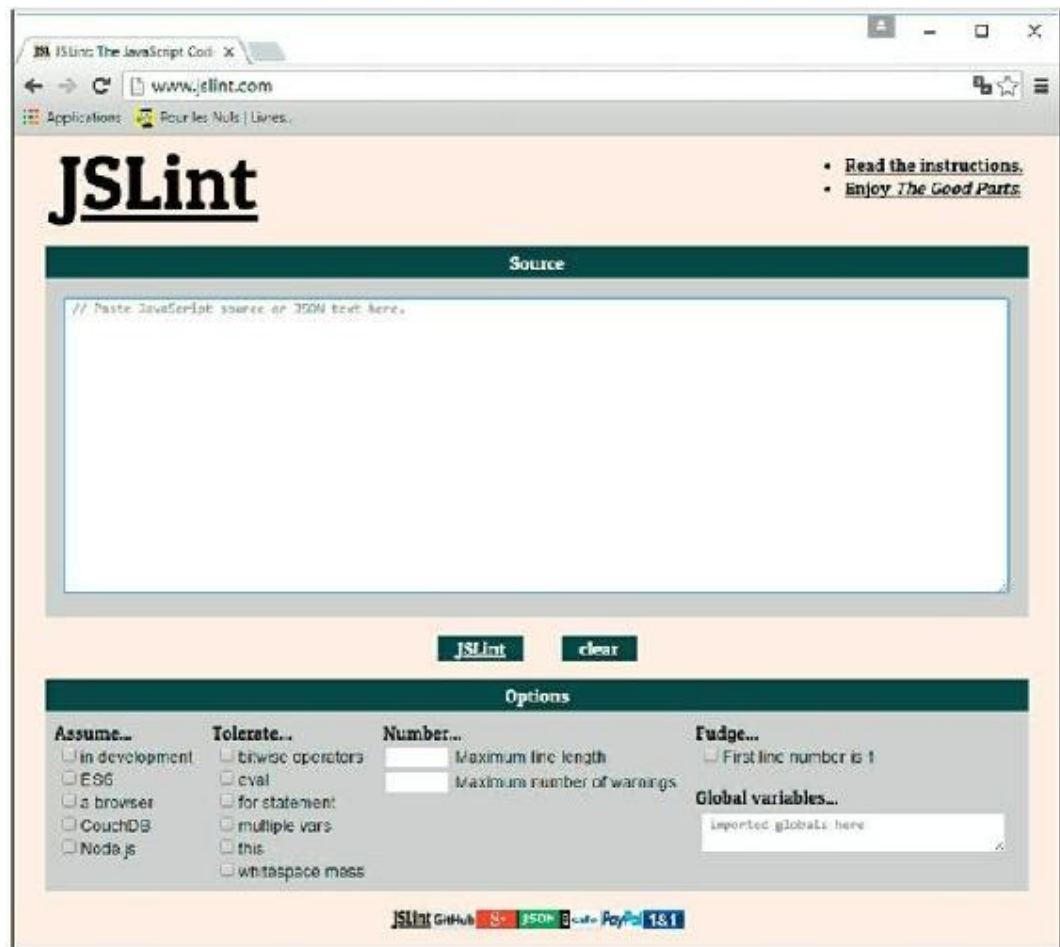 JSLint: The JavaScript Cod
www.jslint.com
Applications Pour les Nuls | Livres...
JSLint
Read the instructions.
Enjoy The Good Parts.
Source
// Paste JavaScript source or JSON text here.
JSLint clear
Options
Assume... Tolerate... Number... Fudge...
in development bitwise operators Maximum line length First line number is 1
ES6 eval Maximum number of warnings
a browser for statement Global variables...
CouchDB multiple vars imported globals here
Node.js this
whitespace mess
JSLint GitHub JSON PayPal 1&1